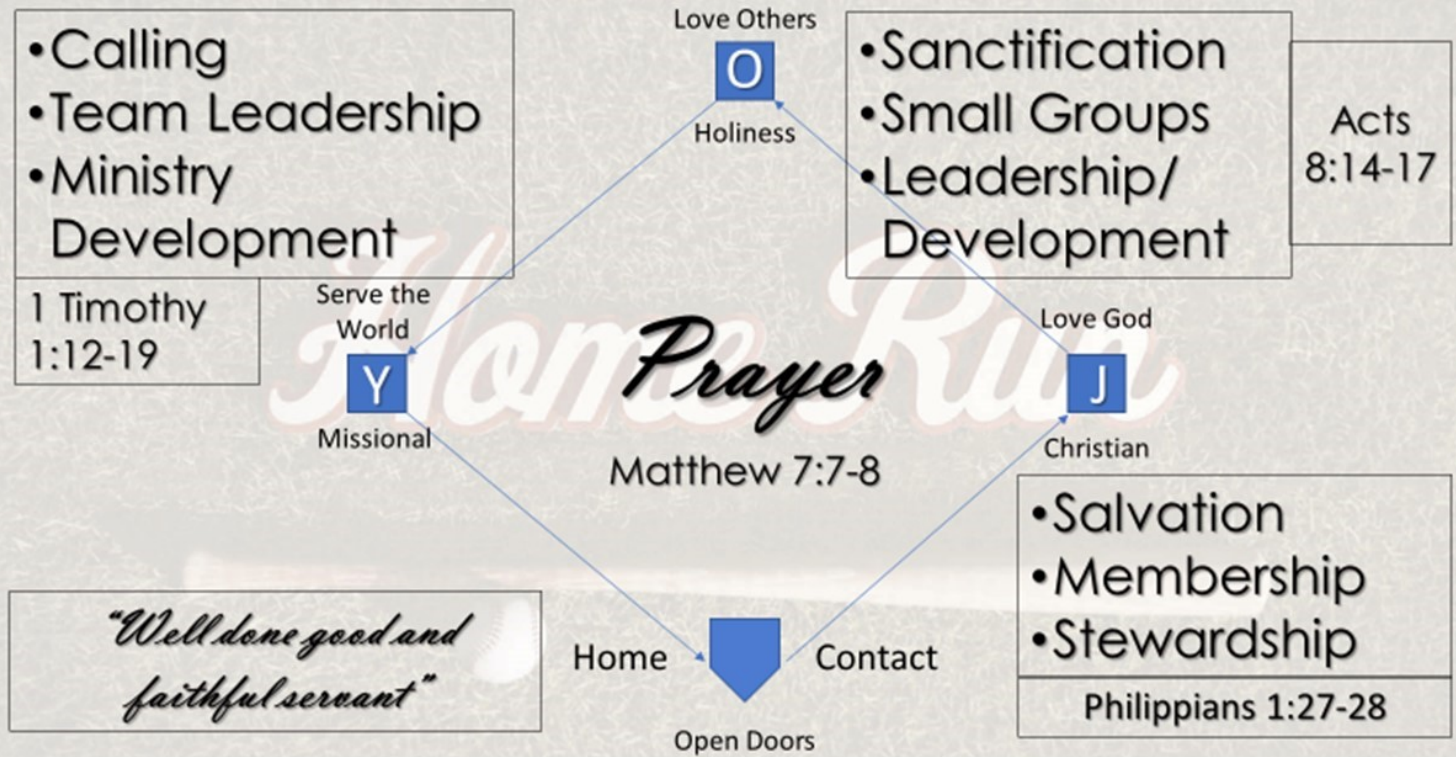 •Calling
•Team Leadership
•Ministry
Development
1 Timothy
1:12-19
Love Others
O
Holiness
•Sanctification
•Small Groups
•Leadership/
Development
Acts
8:14-17
Serve the
World
Y
Missional
Home Run
Prayer
Matthew 7:7-8
Love God
J
Christian
•Salvation
•Membership
•Stewardship
Philippians 1:27-28
“Well done good and
faithful servant”
Home
Contact
Open Doors